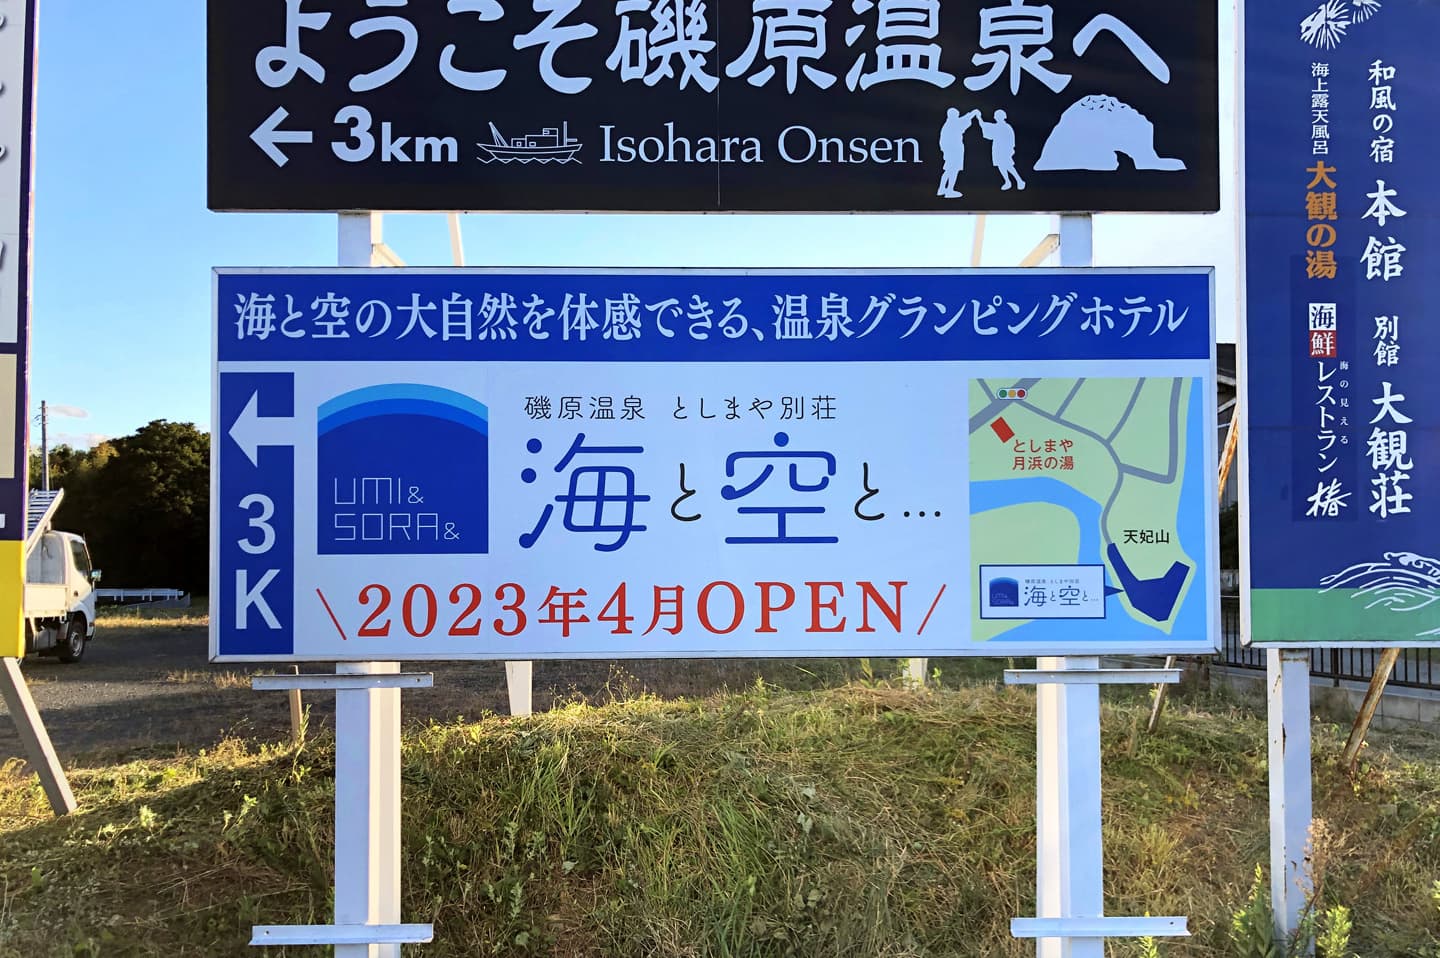 ようこそ磯原温泉へ
←3km Isohara Onsen
海と空の大自然を体感できる、温泉グランピングホテル
←3K
UMI&
SORA&
磯原温泉 としまや別荘
海と空と…
\2023年4月OPEN/
としまや
月浜の湯
天妃山
磯原温泉 としまや別荘
海と空と…
UMI&
SORA&
和風の宿 本館 別館 大観荘
海上露天風呂 大観の湯
海の見える
海鮮レストラン 椿